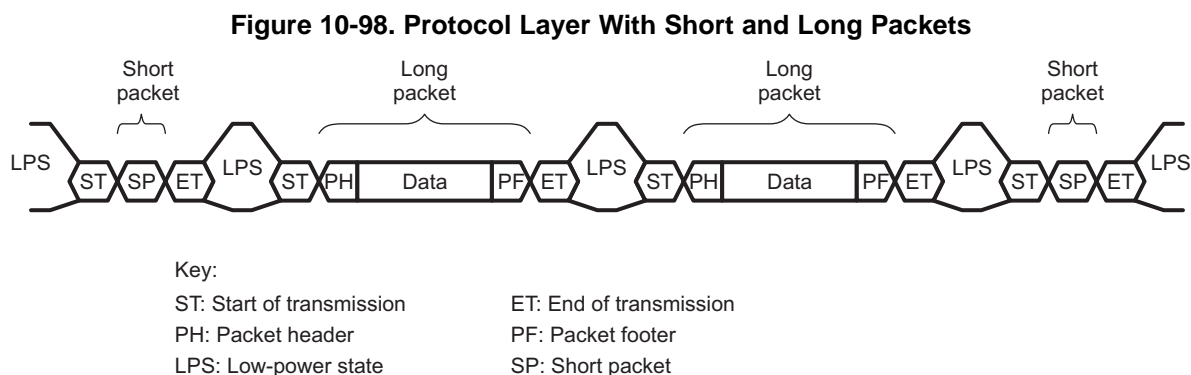 Figure 10-98. Protocol Layer With Short and Long Packets
Short
packet
Long
packet
Long
packet
Short
packet
LPS ST SP ET LPS ST PH Data PF ET LPS ST PH Data PF ET LPS ST SP ET LPS
Key:
ST: Start of transmission ET: End of transmission
PH: Packet header PF: Packet footer
LPS: Low-power state SP: Short packet